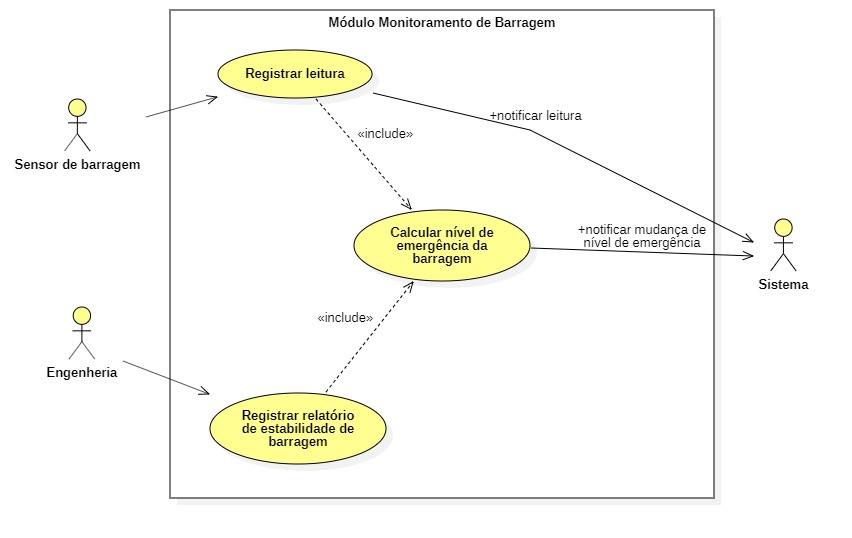 Módulo Monitoramento de Barragem
Registrar leitura
+notificar leitura
«include»
Sensor de barragem
Calcular nível de
emergência da
barragem
+notificar mudança de
nível de emergência
Sistema
«include»
Engenheria
Registrar relatório
de estabilidade de
barragem